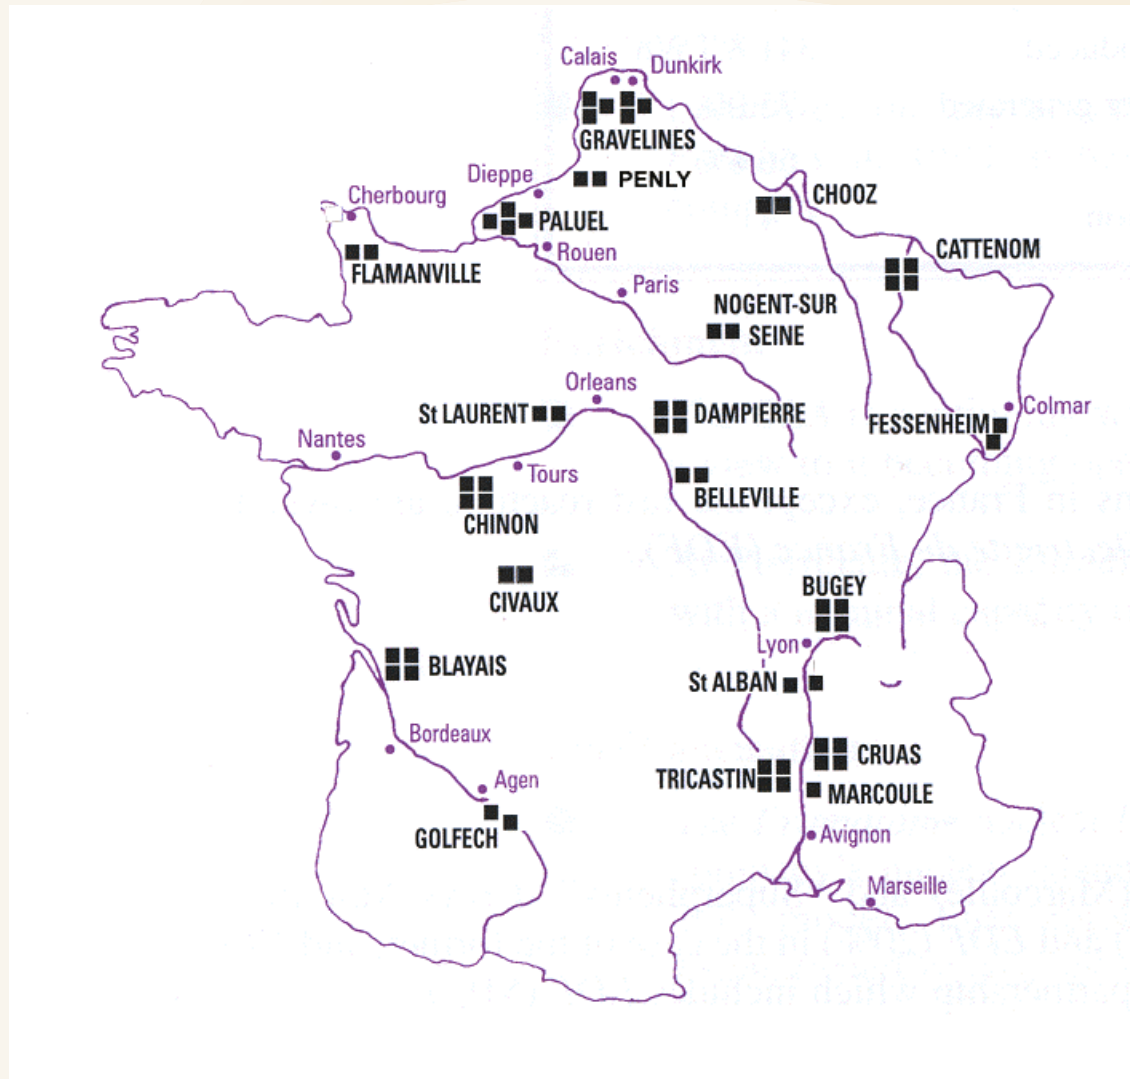 Calais
Dunkirk
GRAVELINES
Dieppe
PENLY
CHOOZ
Cherbourg
PALUEL
Rouen
CATTENOM
FLAMANVILLE
Paris
NOGENT-SUR
SEINE
Orleans
St LAURENT
DAMPIERRE
Colmar
FESSENHEIM
Nantes
Tours
BELLEVILLE
CHINON
CIVAUX
BUGEY
Lyon
BLAYAIS
St ALBAN
Bordeaux
CRUAS
TRICASTIN
Agen
MARCOULE
GOLFECH
Avignon
Marseille